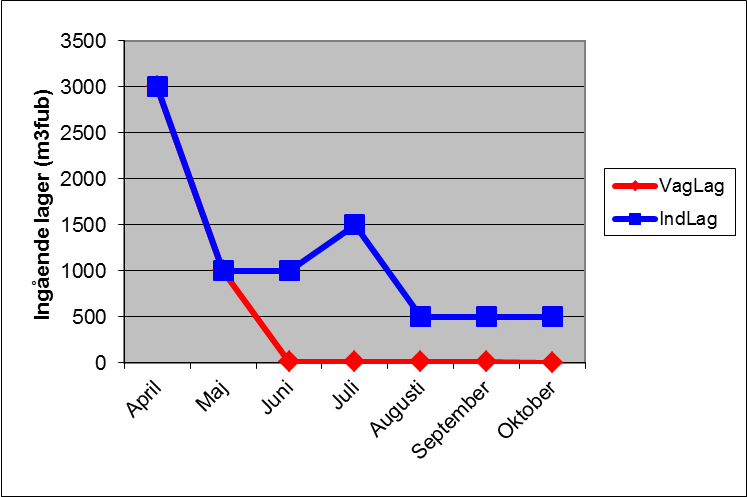 Ingående lager (m3fub)
3500
3000
2500
2000
1500
1000
500
0
April
Maj
Juni
Juli
Augusti
September
Oktober
VagLag
IndLag